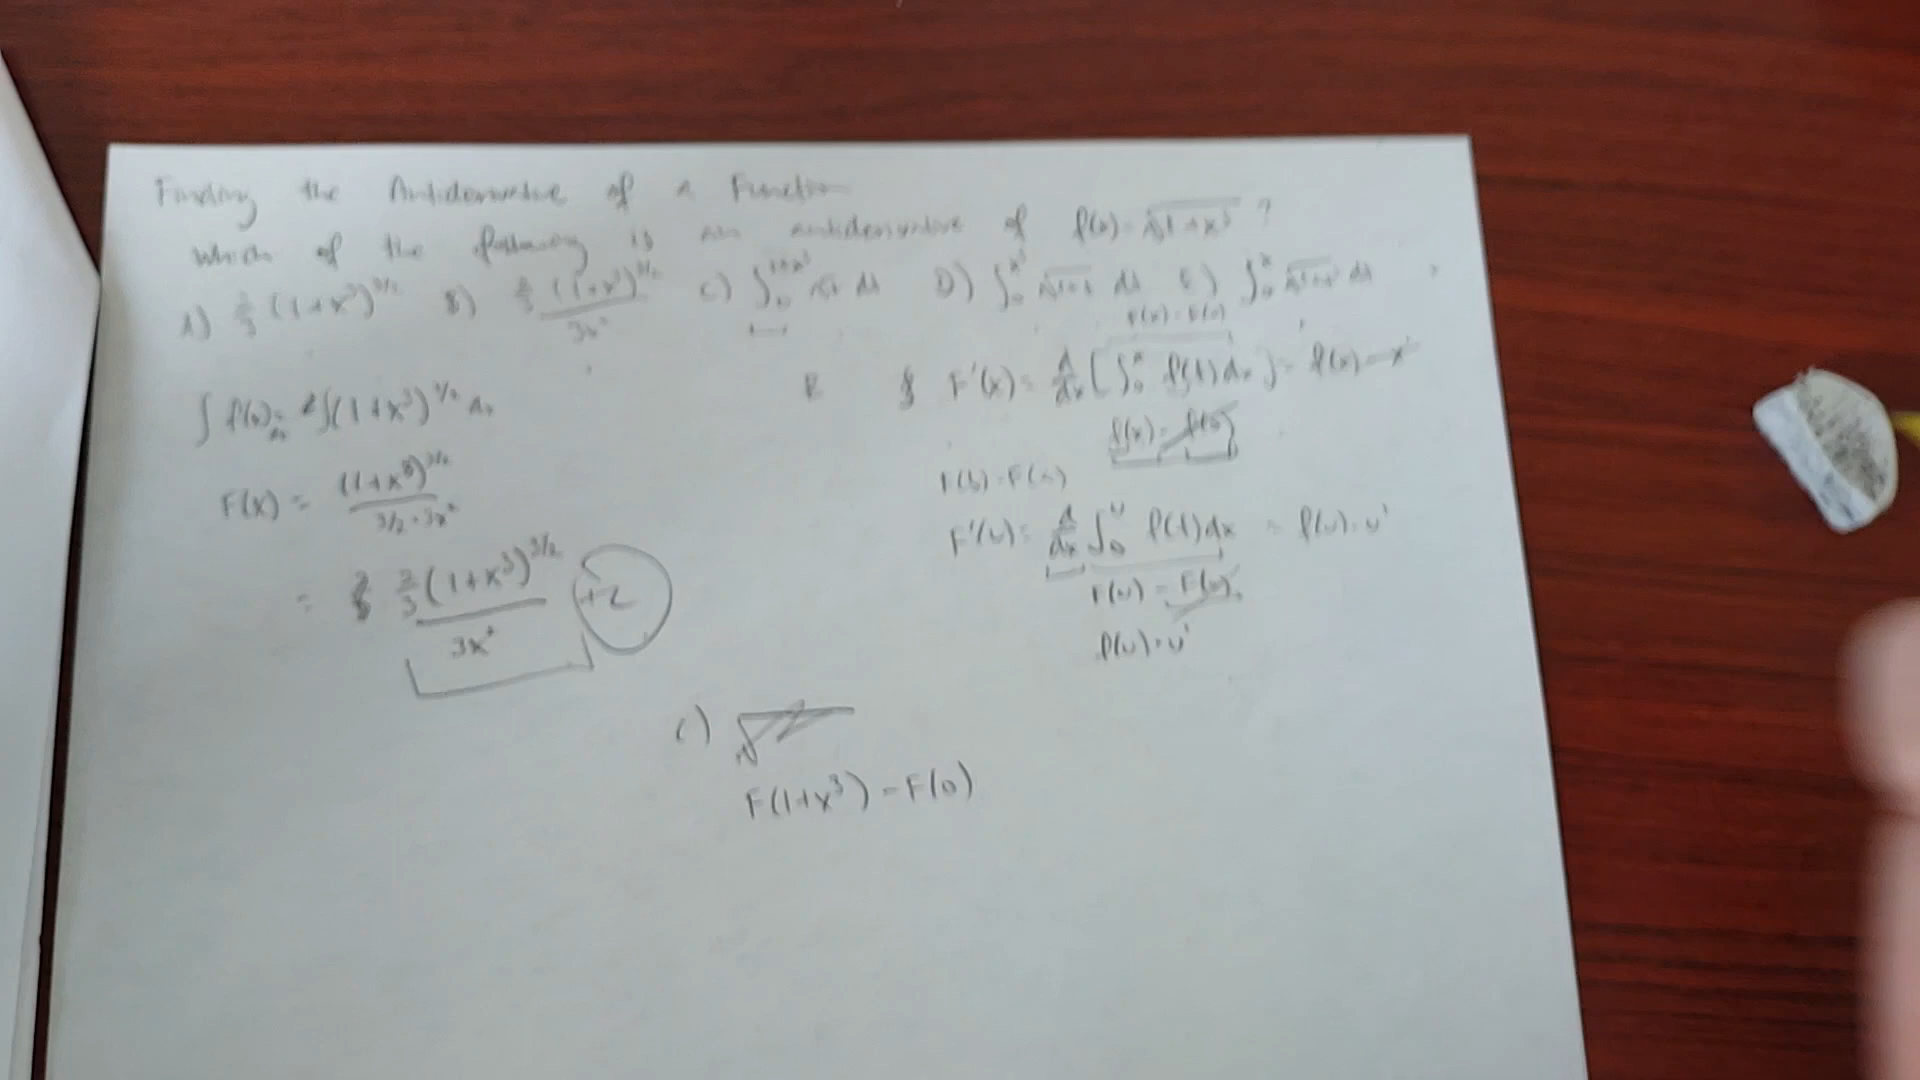 Finding the Antiderivative of a Function
Which of the following is an antiderivative of f(x) = √1+x³ ?
A) 2/3 (1+x³)^3/2 B) 2/3 (1+x³)^3/2 / 3x² C) ∫₀^1+x³ √t dt D) ∫₀^x³ √1+t dt E) ∫₀^x √1+t³ dt
F(x) - F(0)
∫ f(x) dx = ∫(1+x³)^1/2 dx
F'(x) = d/dx [∫₀^x f(t) dx] = f(x) - x'
f(x) - f(0)
F(x) = (1+x³)^3/2 / 3/2 · 3x²
F(b) - F(a)
F'(u) = d/dx ∫₀^u f(t) dx = f(u) · u'
= 2/3 (1+x³)^3/2 / 3x² +C
F(u) - F(0)
f(u) · u'
C)
F(1+x³) - F(0)